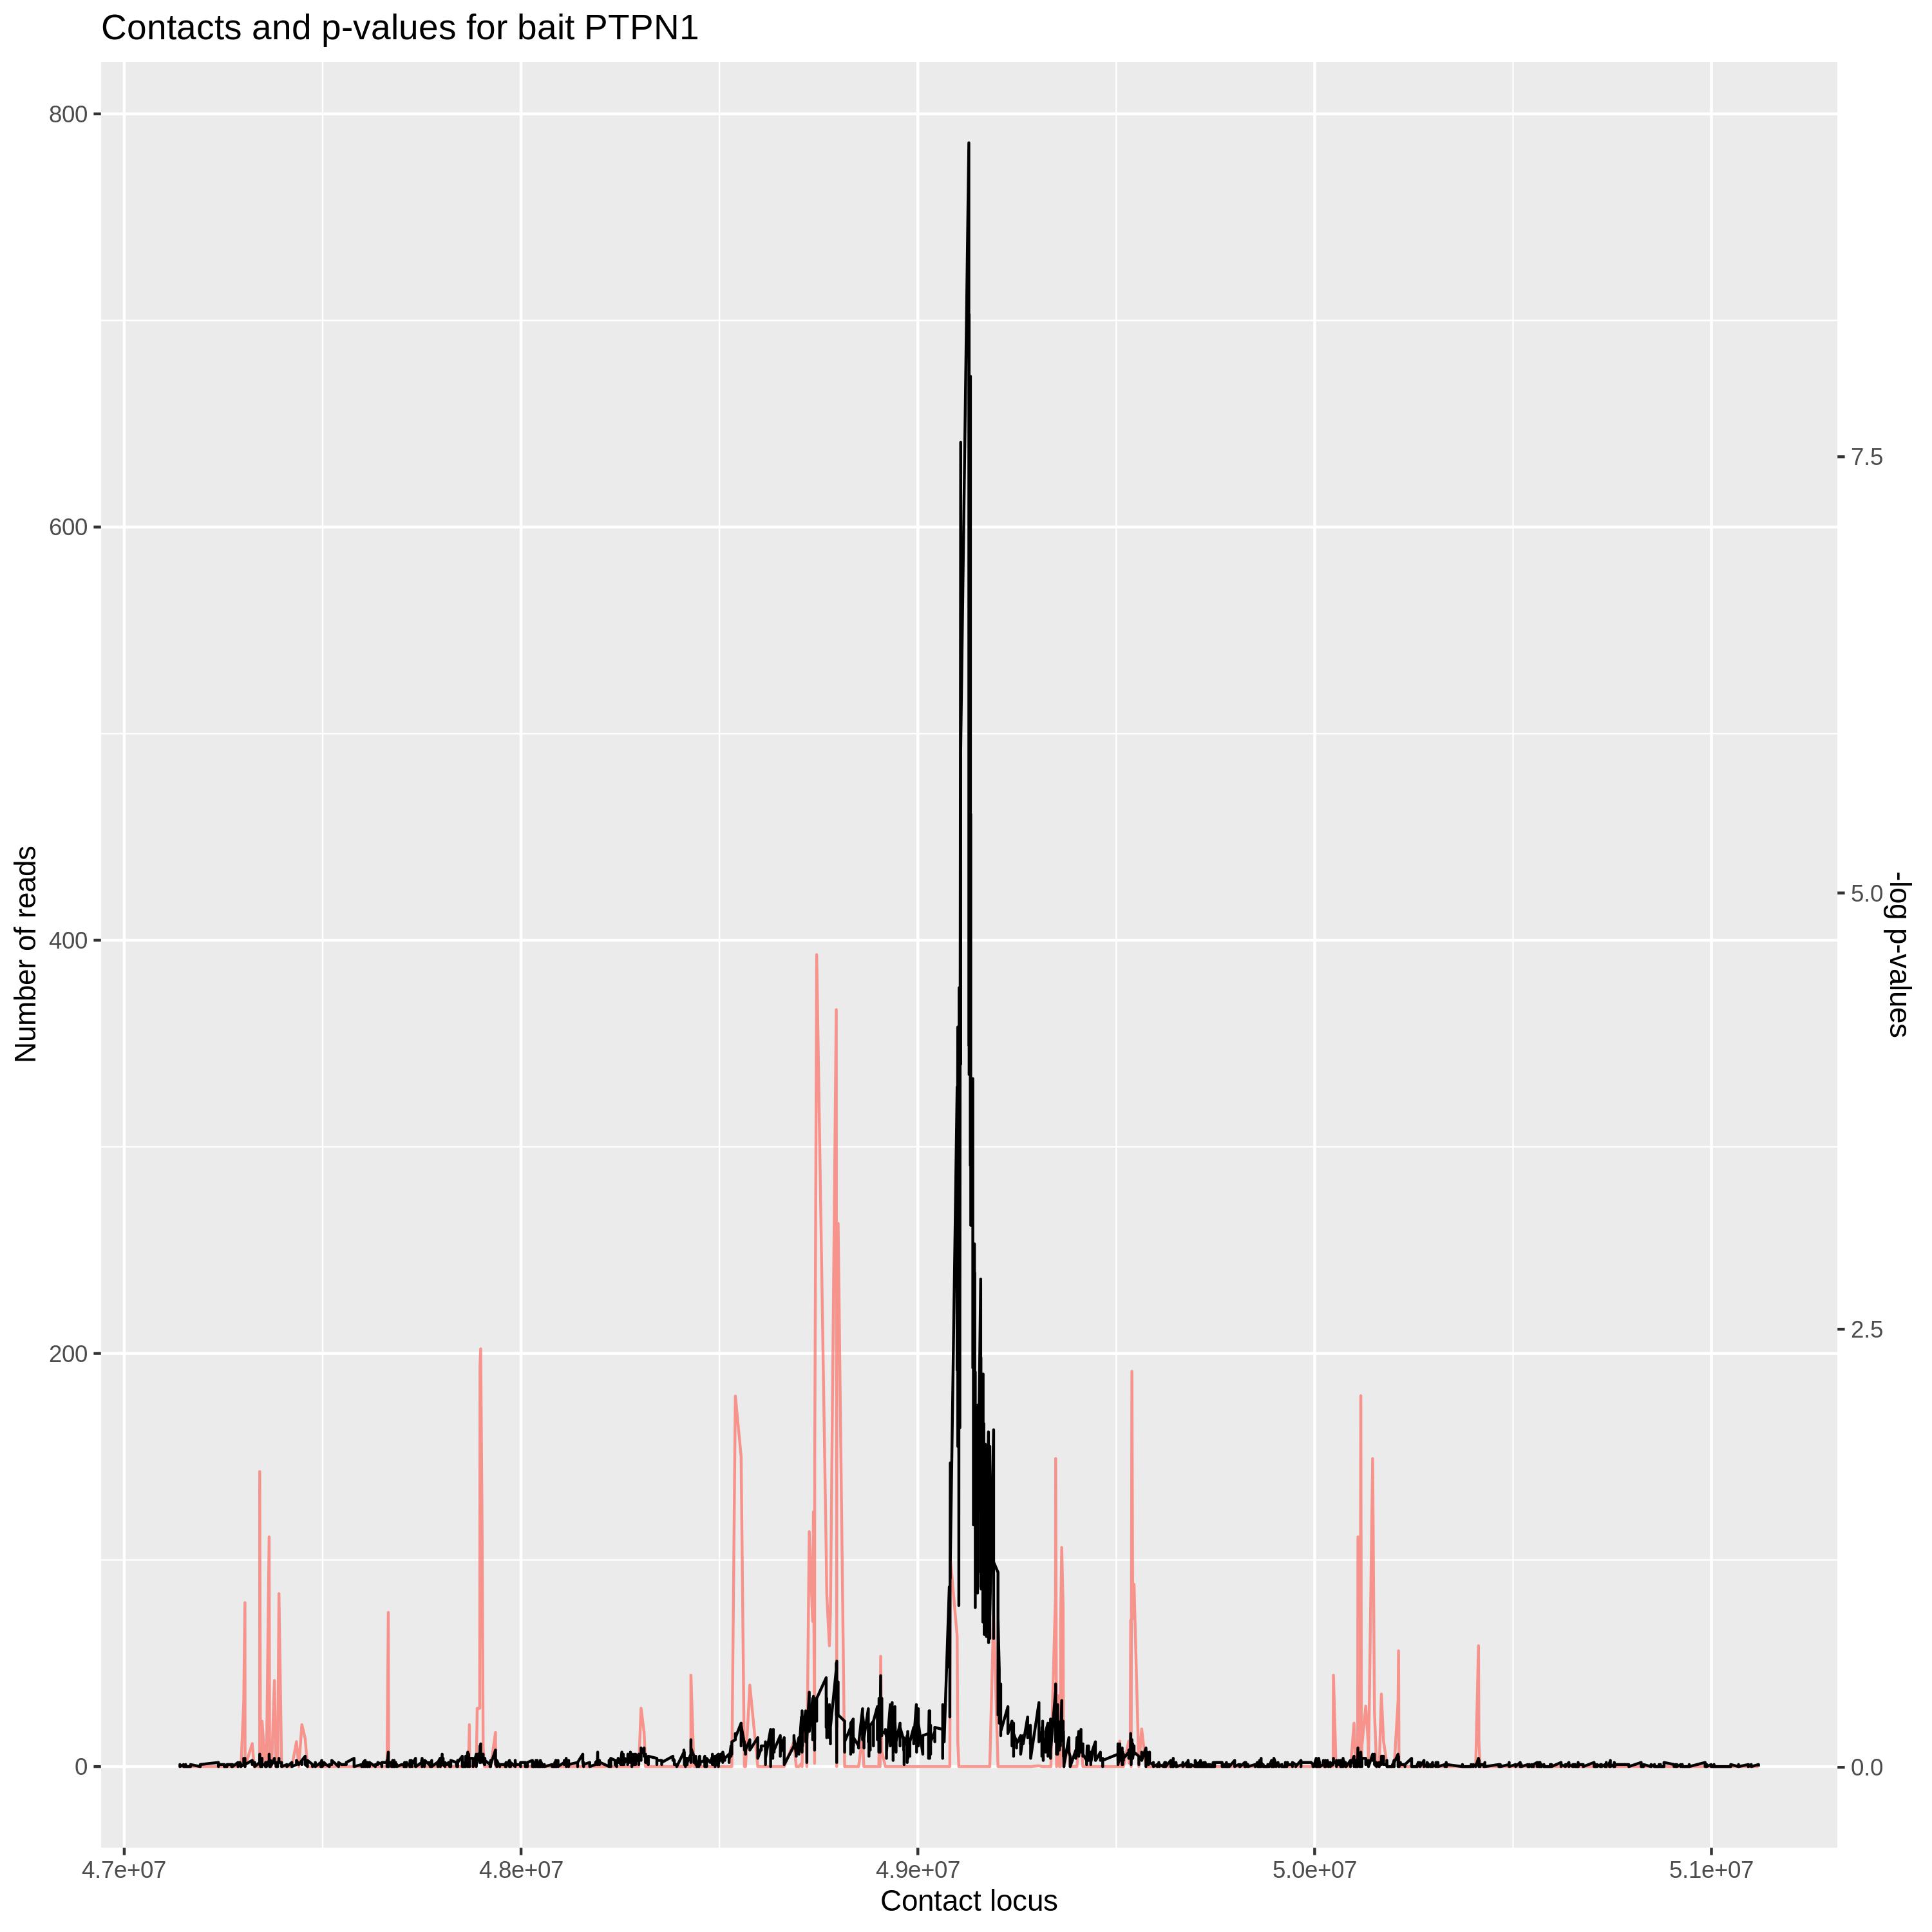 Contacts and p-values for bait PTPN1
800
600
400
200
0
Number of reads
7.5
5.0
2.5
0.0
-log p-values
4.7e+07 4.8e+07 4.9e+07 5.0e+07 5.1e+07
Contact locus